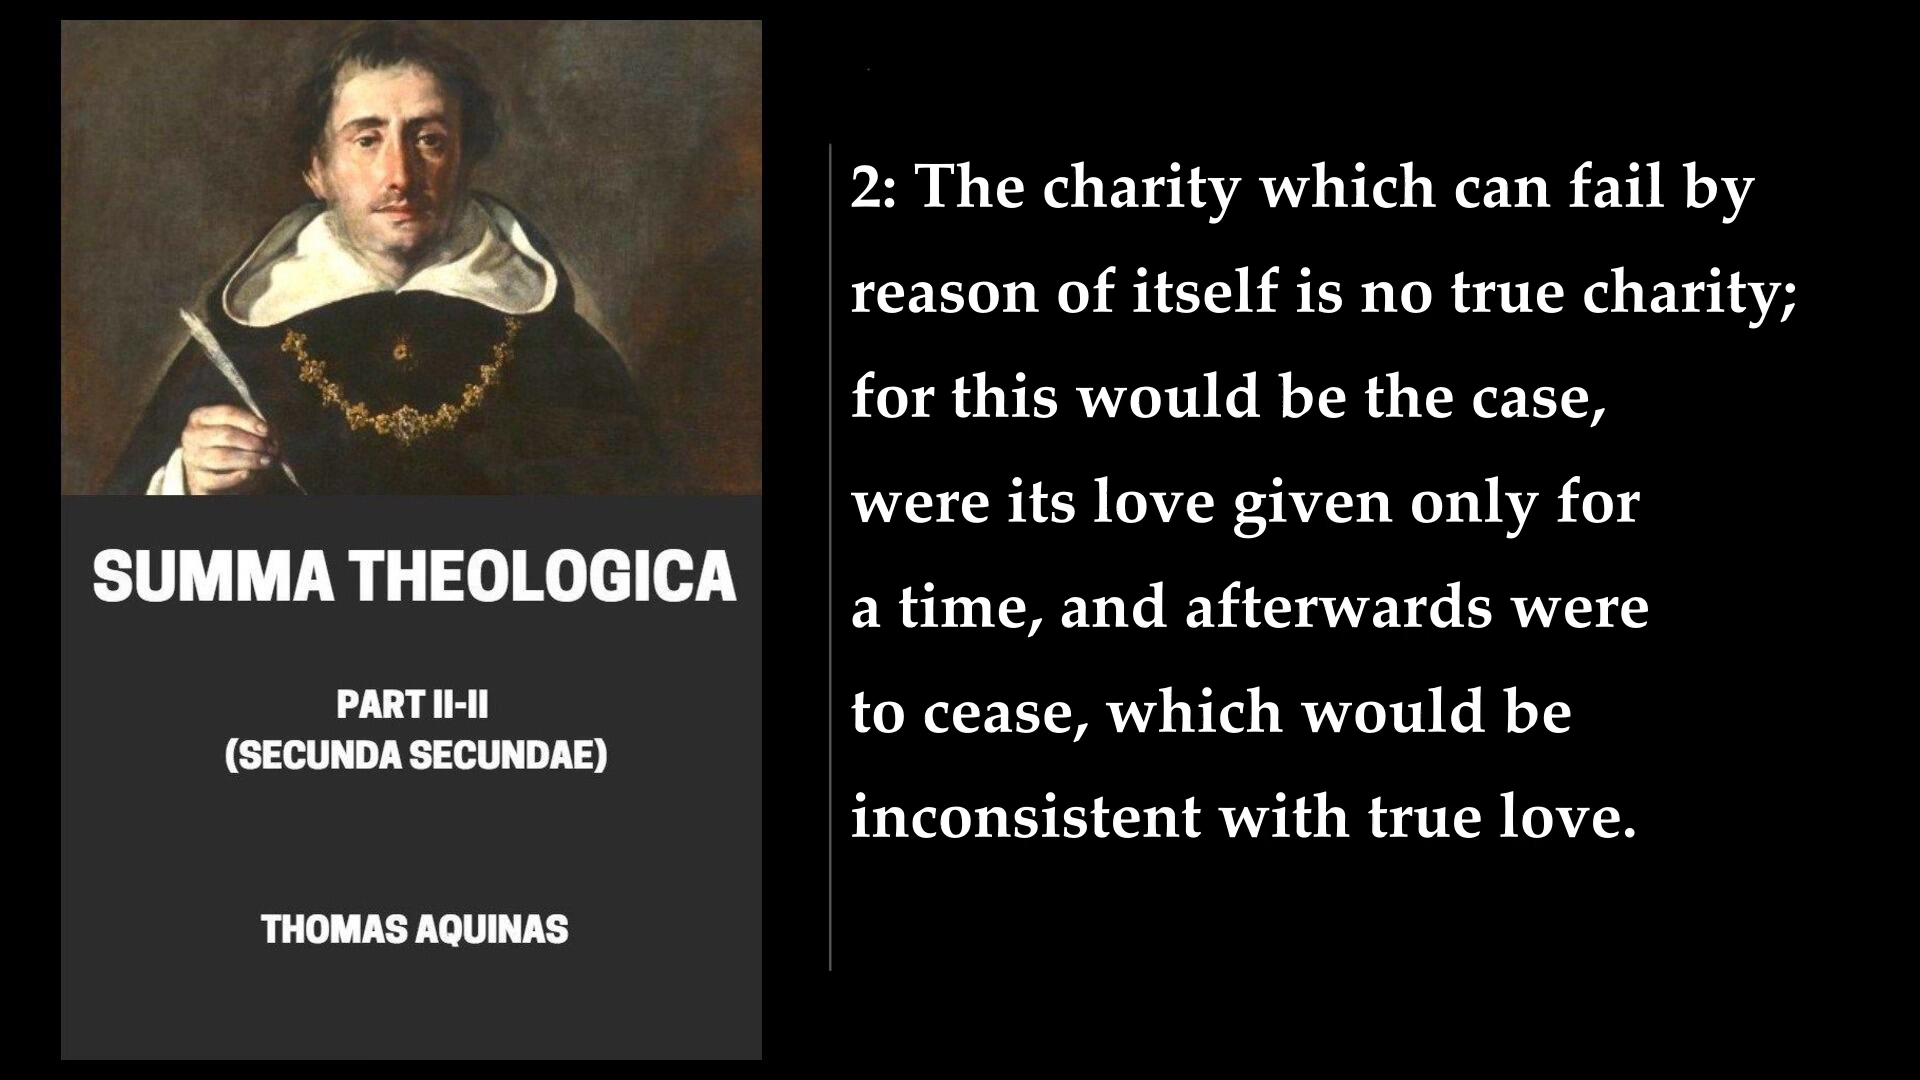 SUMMA THEOLOGICA
PART II-II
(SECUNDA SECUNDAE)
THOMAS AQUINAS
2: The charity which can fail by
reason of itself is no true charity;
for this would be the case,
were its love given only for
a time, and afterwards were
to cease, which would be
inconsistent with true love.